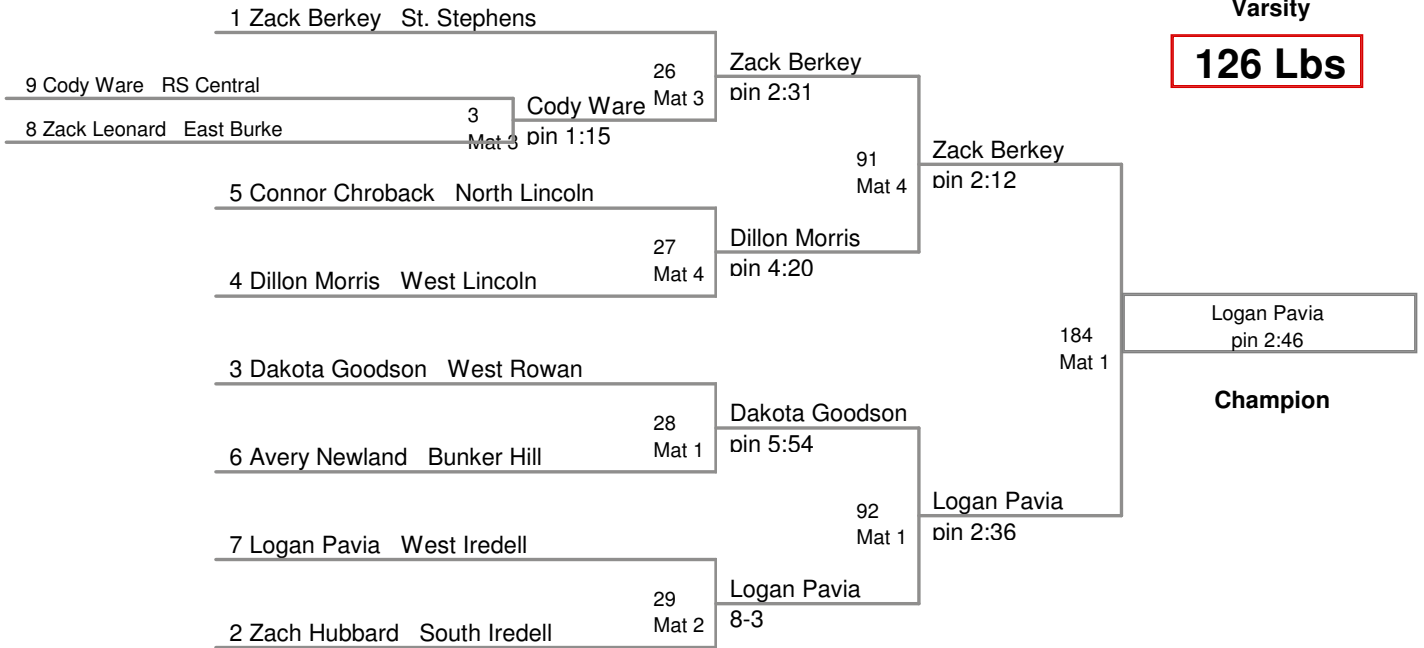 Varsity
126 Lbs
1 Zack Berkey St. Stephens
9 Cody Ware RS Central
8 Zack Leonard East Burke
3
Mat 3
Cody Ware
pin 1:15
26
Mat 3
Zack Berkey
pin 2:31
5 Connor Chroback North Lincoln
4 Dillon Morris West Lincoln
27
Mat 4
Dillon Morris
pin 4:20
91
Mat 4
Zack Berkey
pin 2:12
3 Dakota Goodson West Rowan
6 Avery Newland Bunker Hill
28
Mat 1
Dakota Goodson
pin 5:54
7 Logan Pavia West Iredell
2 Zach Hubbard South Iredell
29
Mat 2
Logan Pavia
8-3
92
Mat 1
Logan Pavia
pin 2:36
184
Mat 1
Logan Pavia
pin 2:46
Champion